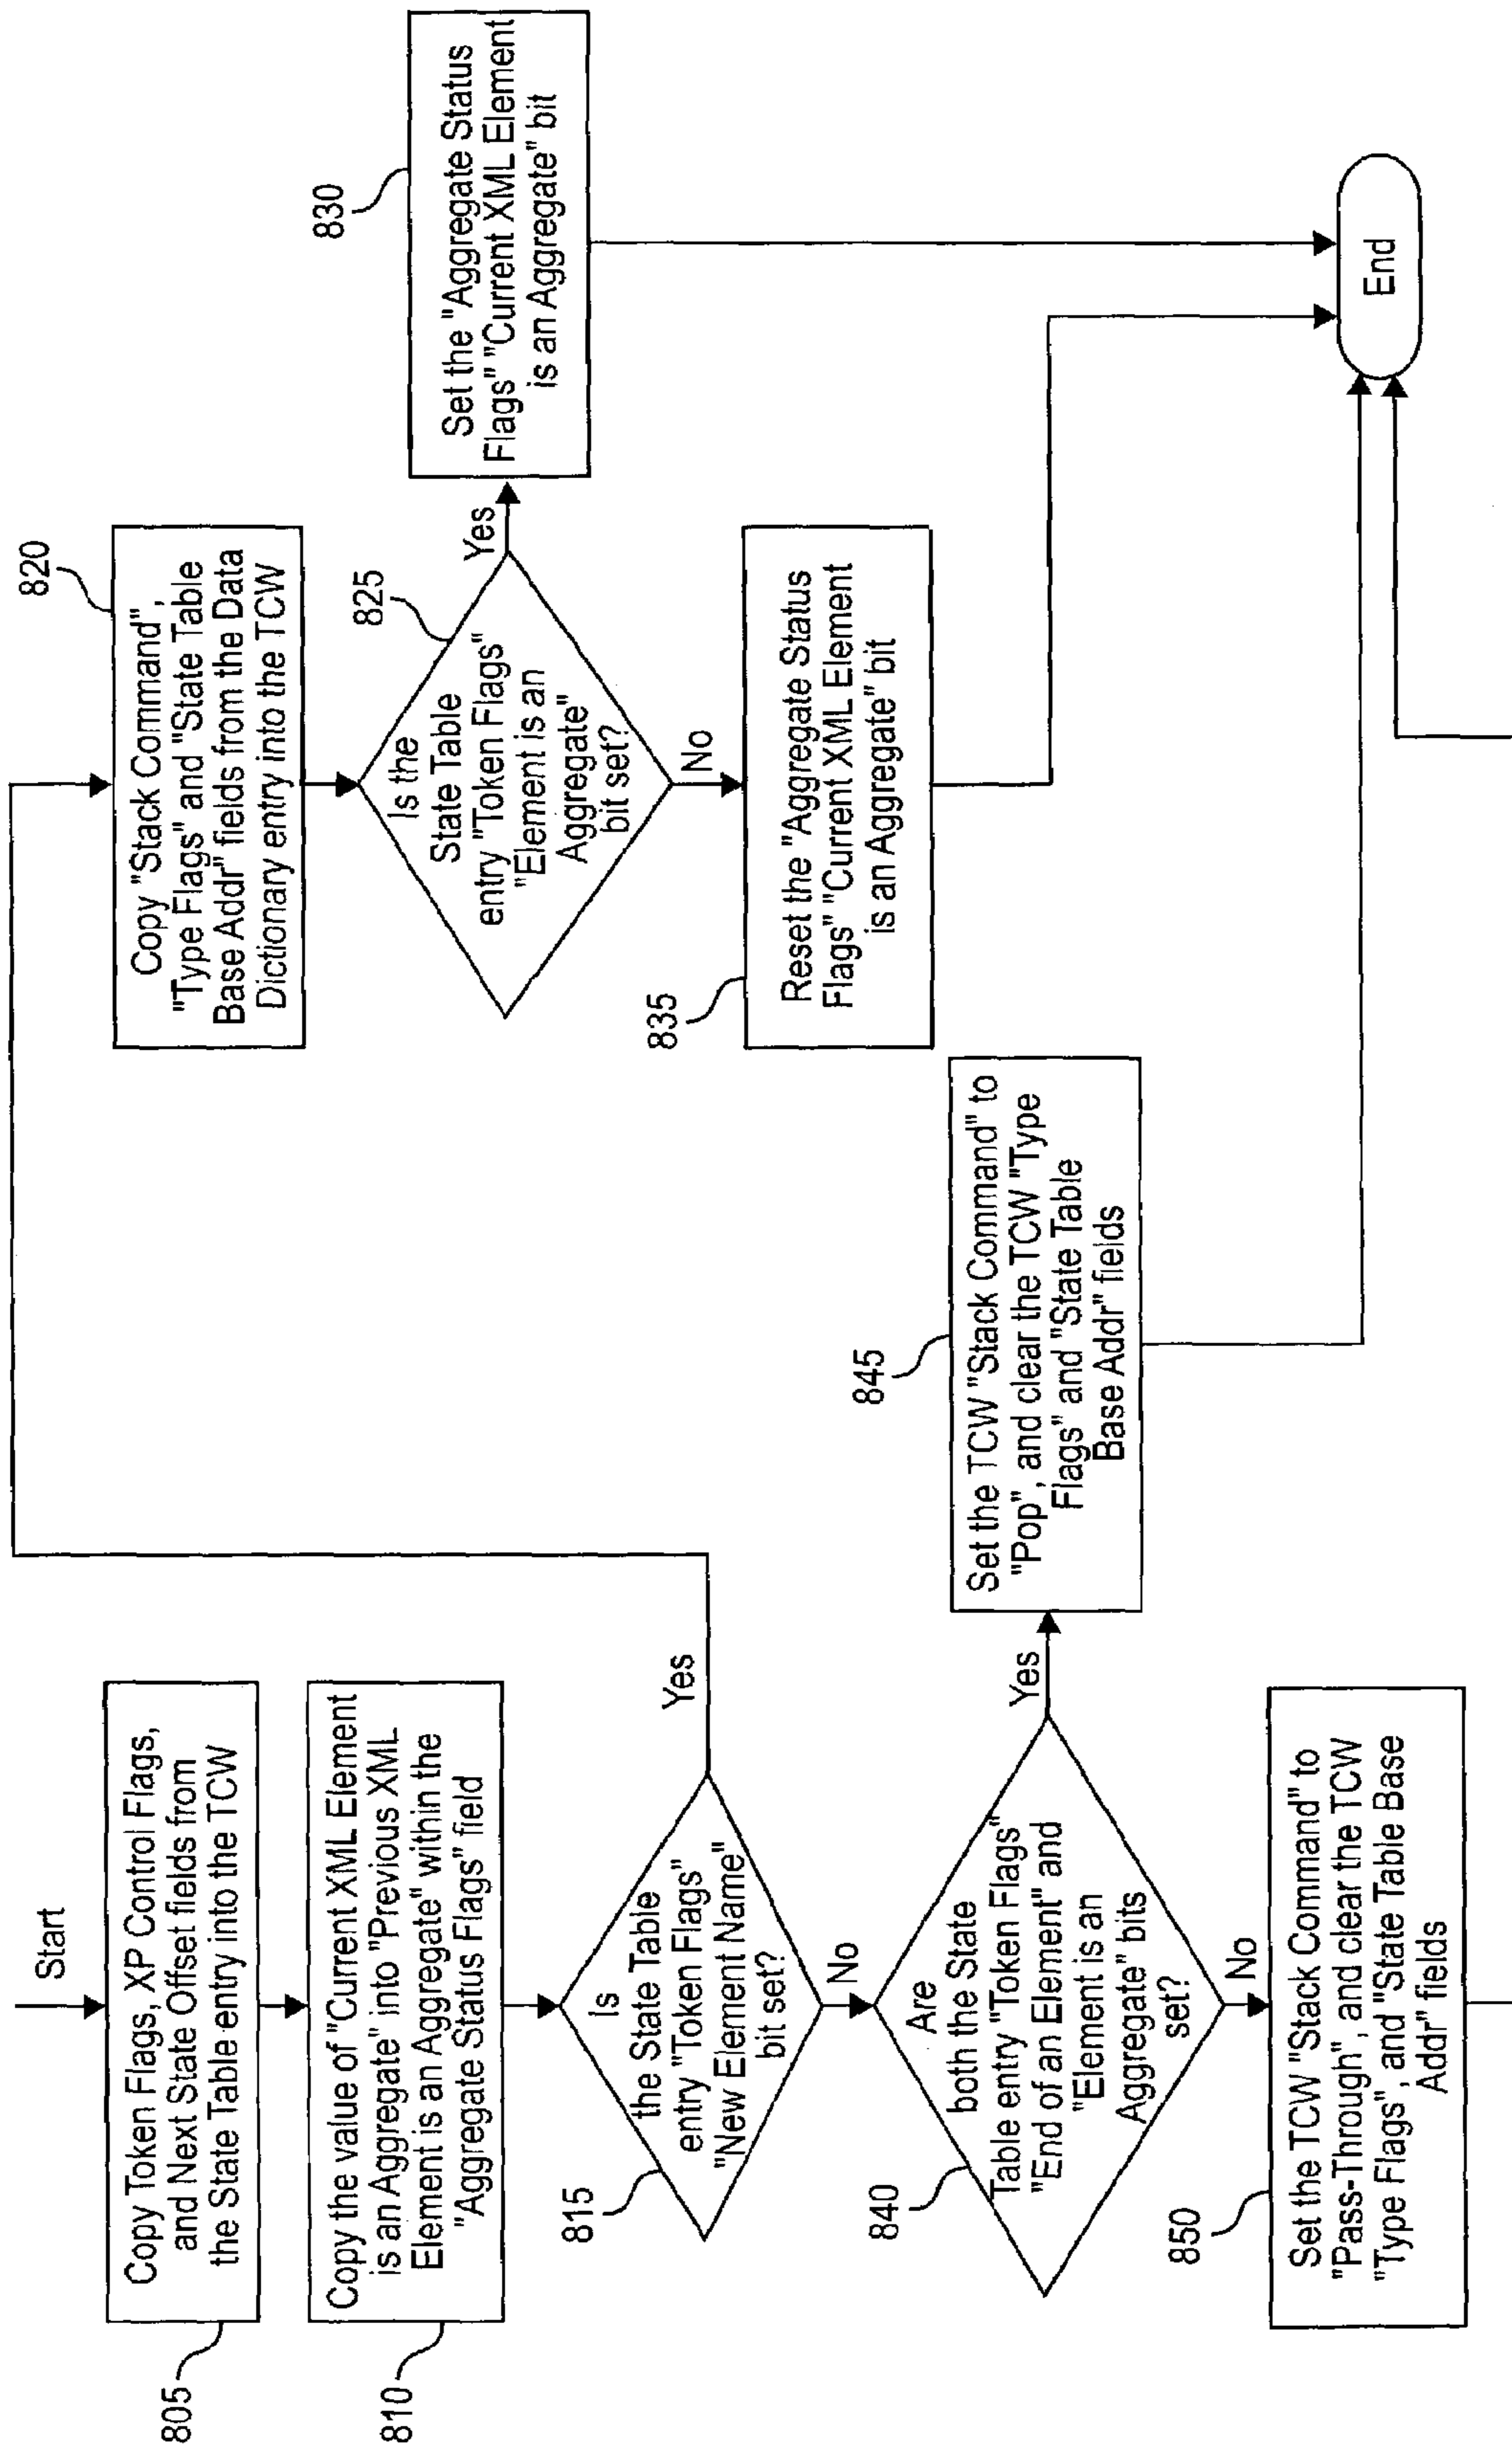 Start
805
Copy Token Flags, XP Control Flags,
and Next State Offset fields from
the State Table entry into the TCW
810
Copy the value of "Current XML Element
is an Aggregate" into "Previous XML
Element is an Aggregate" within the
"Aggregate Status Flags" field
815
Is
the State Table
entry "Token Flags"
"New Element Name"
bit set?
Yes
No
820
Copy "Stack Command",
"Type Flags" and "State Table
Base Addr" fields from the Data
Dictionary entry into the TCW
825
Is the
State Table
entry "Token Flags"
"Element is an
Aggregate"
bit set?
Yes
No
830
Set the "Aggregate Status
Flags" "Current XML Element
is an Aggregate" bit
835
Reset the "Aggregate Status
Flags" "Current XML Element
is an Aggregate" bit
840
Are
both the State
Table entry "Token Flags"
"End of an Element" and
"Element is an
Aggregate" bits
set?
Yes
No
845
Set the TCW "Stack Command" to
"Pop", and clear the TCW "Type
Flags" and "State Table
Base Addr" fields
850
Set the TCW "Stack Command" to
"Pass-Through", and clear the TCW
"Type Flags", and "State Table Base
Addr" fields
End